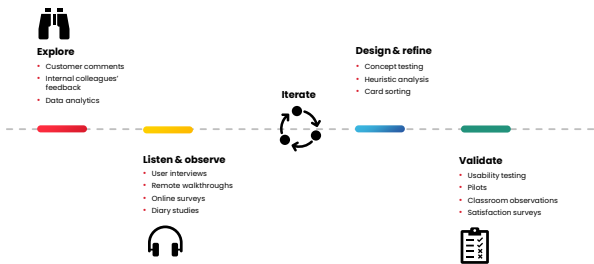 Explore
• Customer comments
• Internal colleagues’
feedback
• Data analytics
Listen & observe
• User interviews
• Remote walkthroughs
• Online surveys
• Diary studies
Iterate
Design & refine
• Concept testing
• Heuristic analysis
• Card sorting
Validate
• Usability testing
• Pilots
• Classroom observations
• Satisfaction surveys